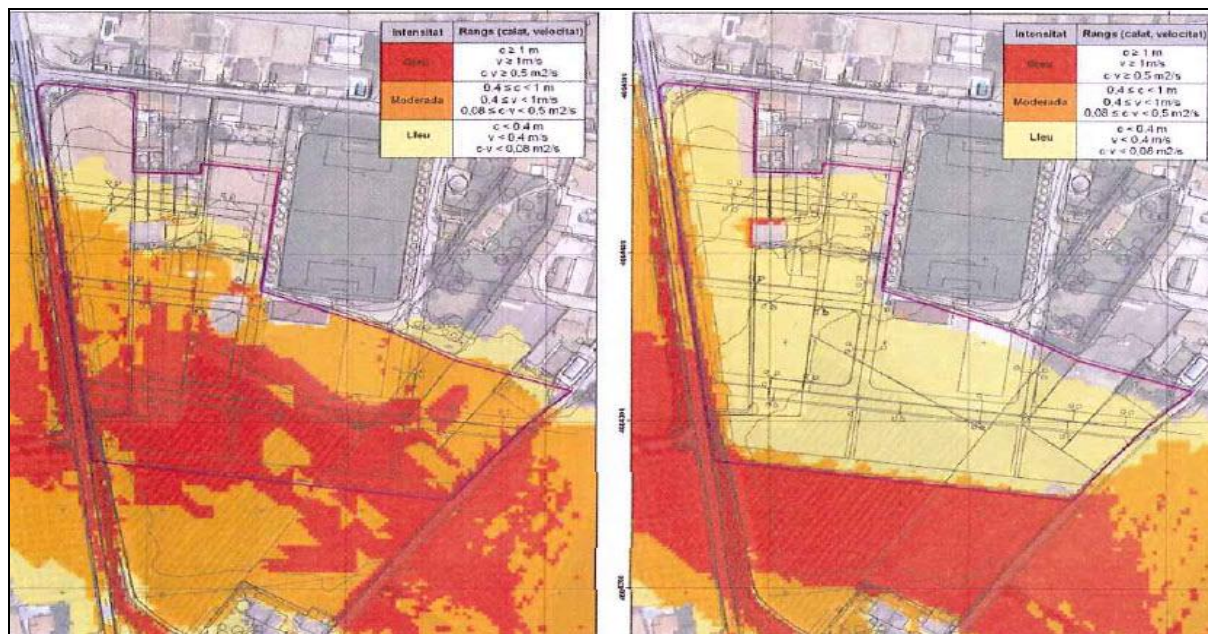 Intensitat Rangs (calat, velocitat)
Greu
c ≥ 1 m
v ≥ 1m/s
c·v ≥ 0.5 m2/s
Moderada
0.4 ≤ c < 1 m
0.4 ≤ v < 1m/s
0,08 ≤ c·v < 0.5 m2/s
Lleu
c < 0.4 m
v < 0.4 m/s
c·v < 0,08 m2/s
Intensitat Rangs (calat, velocitat)
Greu
c ≥ 1 m
v ≥ 1m/s
c·v ≥ 0.5 m2/s
Moderada
0.4 ≤ c < 1 m
0.4 ≤ v < 1m/s
0,08 ≤ c·v < 0.5 m2/s
Lleu
c < 0.4 m
v < 0.4 m/s
c·v < 0,08 m2/s